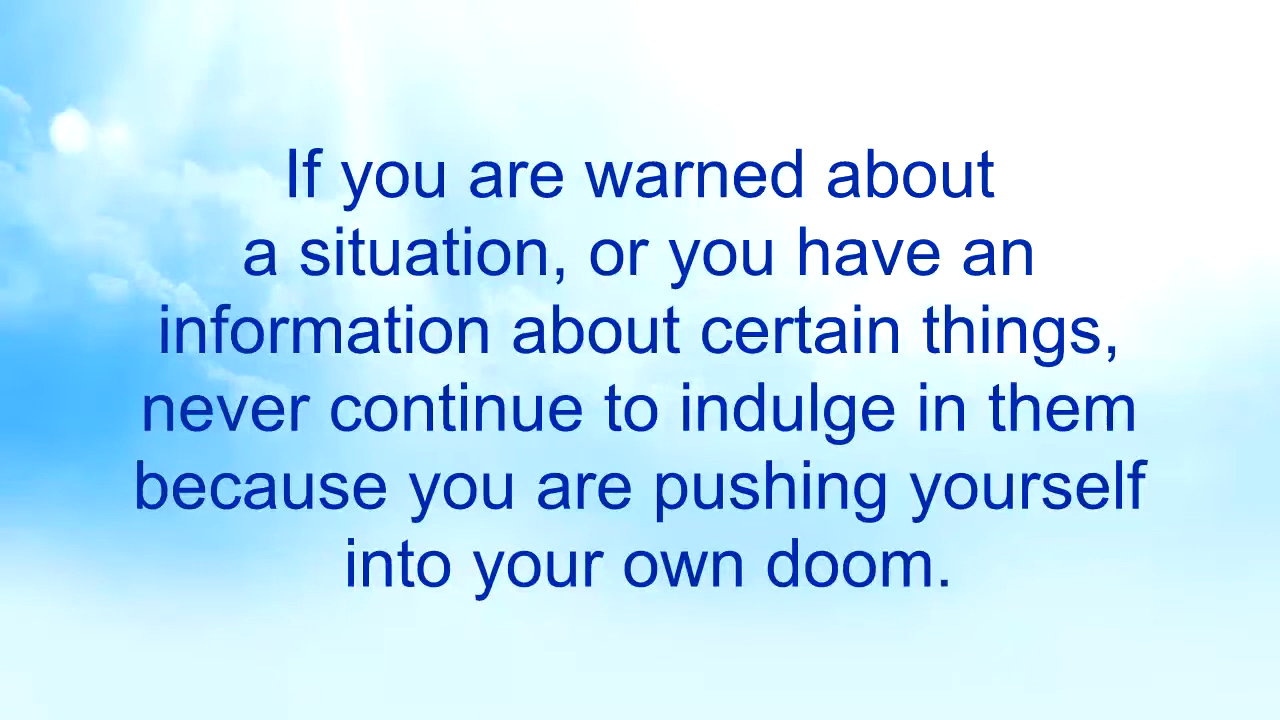 If you are warned about
a situation, or you have an
information about certain things,
never continue to indulge in them
because you are pushing yourself
into your own doom.